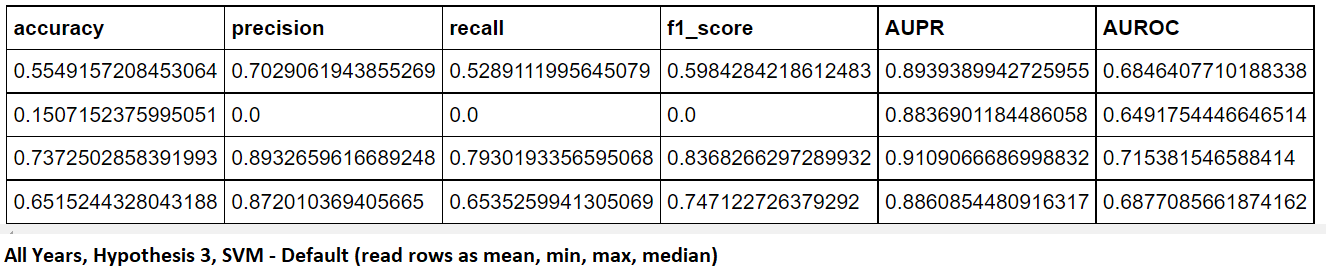 accuracy precision recall f1_score AUPR AUROC
0.5549157208453064 0.7029061943855269 0.5289111995645079 0.5984284218612483 0.8939389942725955 0.6846407710188338
0.1507152375995051 0.0 0.0 0.0 0.8836901184486058 0.6491754446646514
0.7372502858391993 0.8932659616689248 0.7930193356595068 0.8368266297289932 0.9109066686998832 0.715381546588414
0.6515244328043188 0.872010369405665 0.6535259941305069 0.747122726379292 0.8860854480916317 0.6877085661874162
All Years, Hypothesis 3, SVM - Default (read rows as mean, min, max, median)